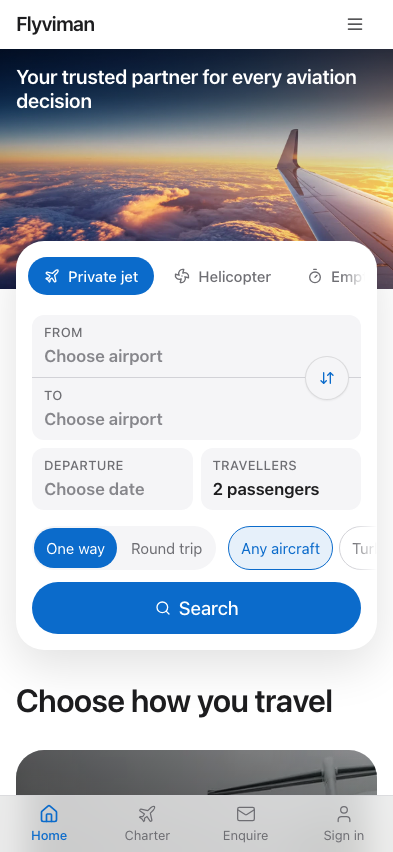 Flyviman
Your trusted partner for every aviation
decision
Private jet
Helicopter
FROM
Choose airport
TO
Choose airport
DEPARTURE
Choose date
TRAVELLERS
2 passengers
One way
Round trip
Any aircraft
Search
Choose how you travel
Home
Charter
Enquire
Sign in